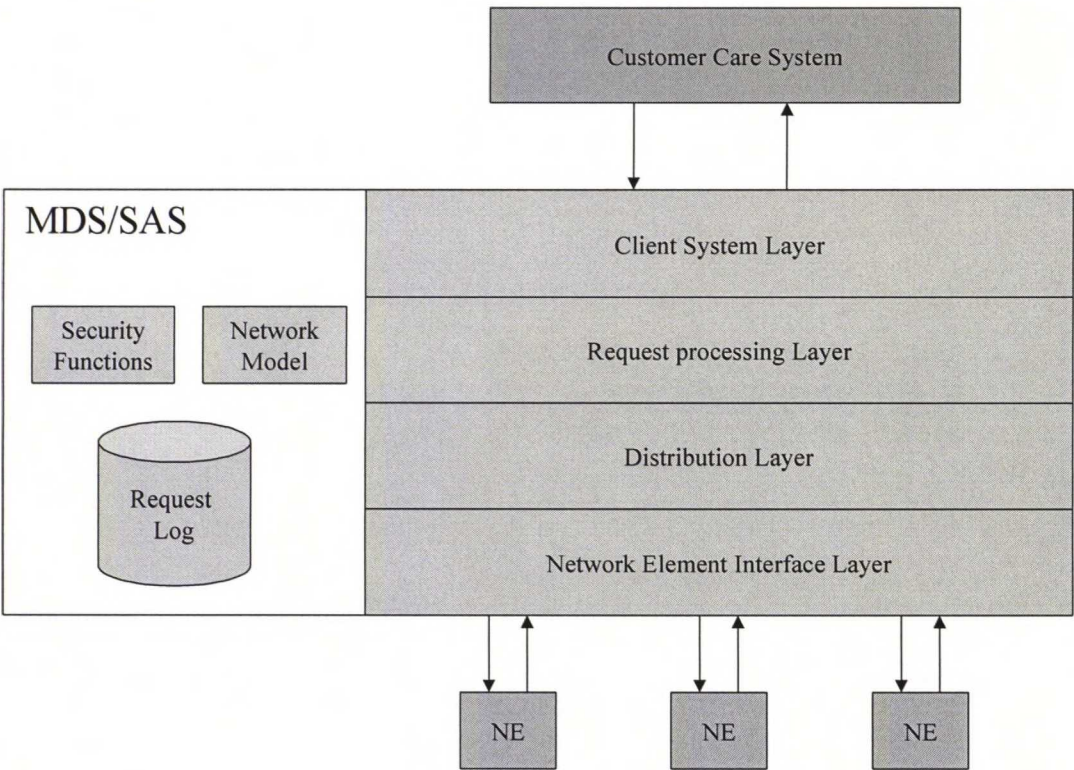 Customer Care System
MDS/SAS
Client System Layer
Security
Functions
Network
Model
Request processing Layer
Distribution Layer
Request
Log
Network Element Interface Layer
NE
NE
NE